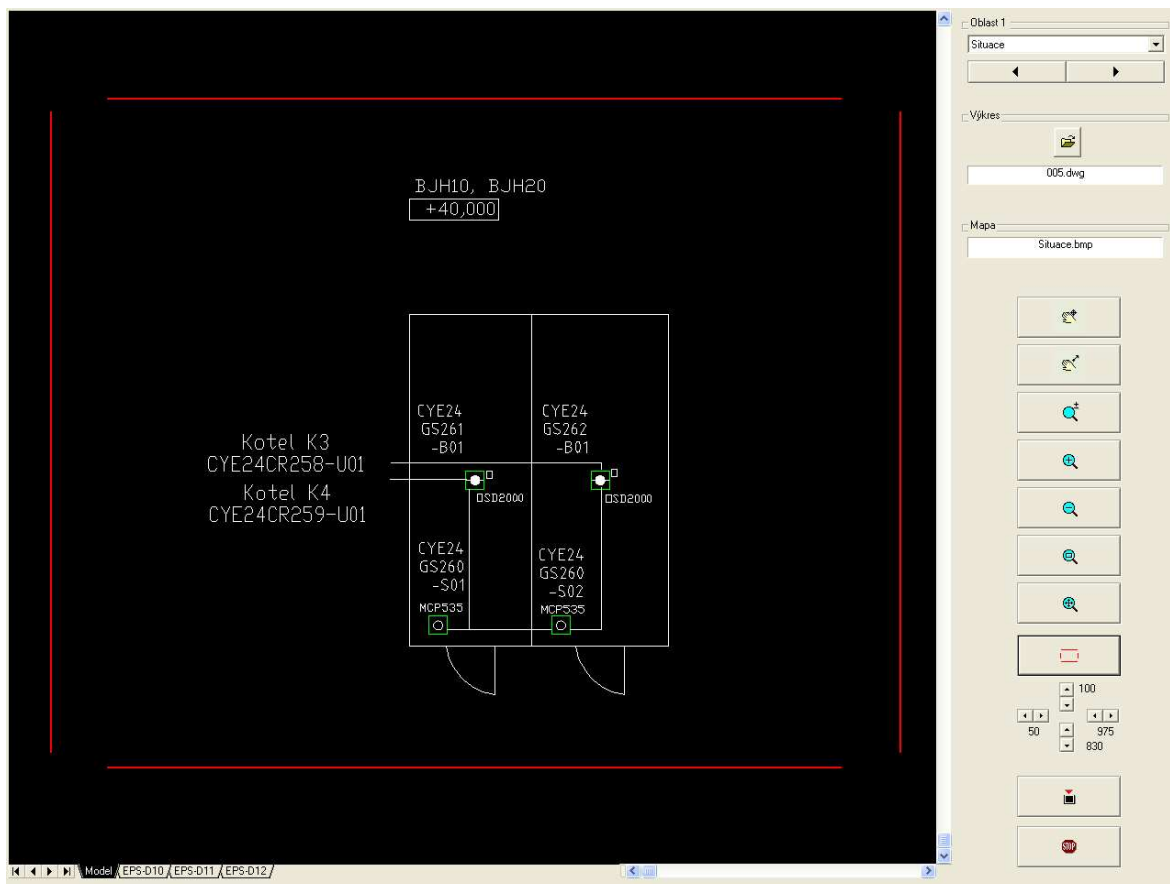 BJH10, BJH20
+40,000
CYE24
GS261
-B01
CYE24
GS262
-B01
Kotel K3
CYE24CR258-U01
Kotel K4
CYE24CR259-U01
OSD2000
OSD2000
CYE24
GS260
-S01
MCP535
CYE24
GS260
-S02
MCP535
Model
EPS-D10
EPS-D11
EPS-D12
Oblast 1
Situace
Výkres
005.dwg
Mapa
Situace.bmp
100
50
975
830
STOP